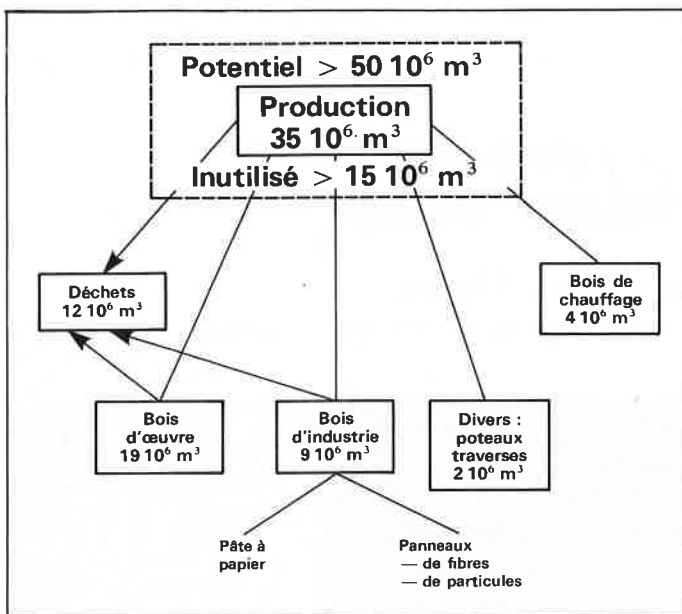 Potentiel > 50 10⁶ m³
Production
35 10⁶· m³
Inutilisé > 15 10⁶ m³
Déchets
12 10⁶ m³
Bois de
chauffage
4 10⁶ m³
Bois
d'œuvre
19 10⁶ m³
Bois
d'industrie
9 10⁶ m³
Divers :
poteaux
traverses
2 10⁶ m³
Pâte à
papier
Panneaux
— de fibres
— de particules